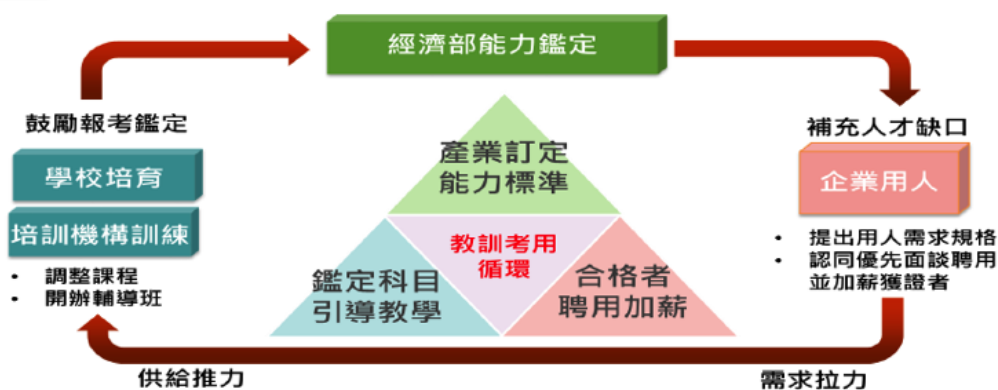 經濟部能力鑑定
鼓勵報考鑑定
學校培育
培訓機構訓練
• 調整課程
• 開辦輔導班
產業訂定
能力標準
教訓考用
循環
鑑定科目
引導教學
合格者
聘用加薪
補充人才缺口
企業用人
• 提出用人需求規格
• 認同優先面談聘用
並加薪獲證者
供給推力
需求拉力